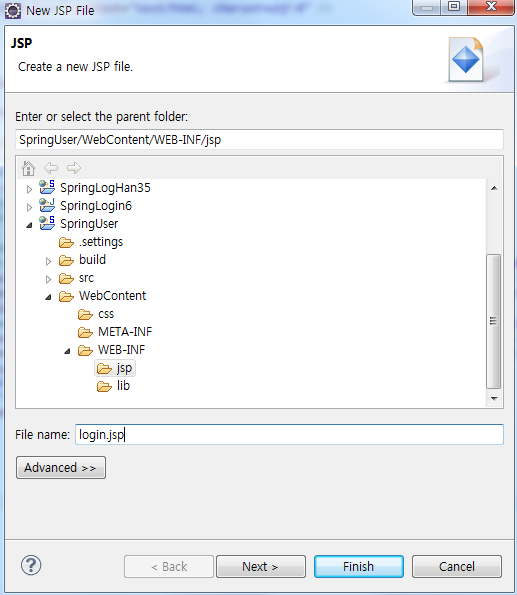 New JSP File
JSP
Create a new JSP file.
Enter or select the parent folder:
SpringUser/WebContent/WEB-INF/jsp
SpringLogHan35
SpringLogin6
SpringUser
.settings
build
src
WebContent
css
META-INF
WEB-INF
jsp
lib
File name: login.jsp
Advanced >>
? < Back Next > Finish Cancel